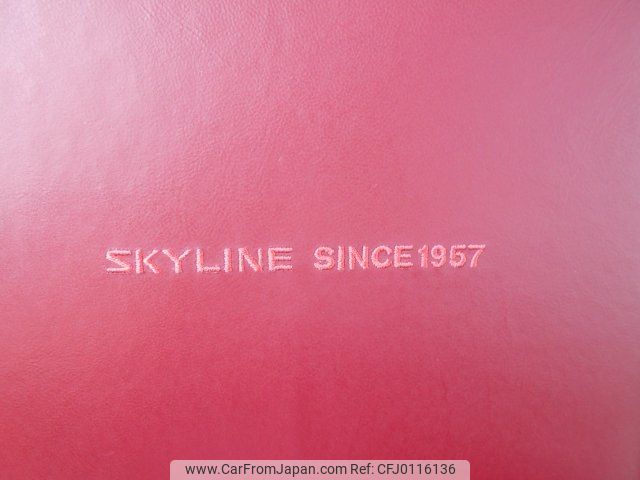 SKYLINE SINCE1957
www.CarFromJapan.com Ref:CFJ0116136